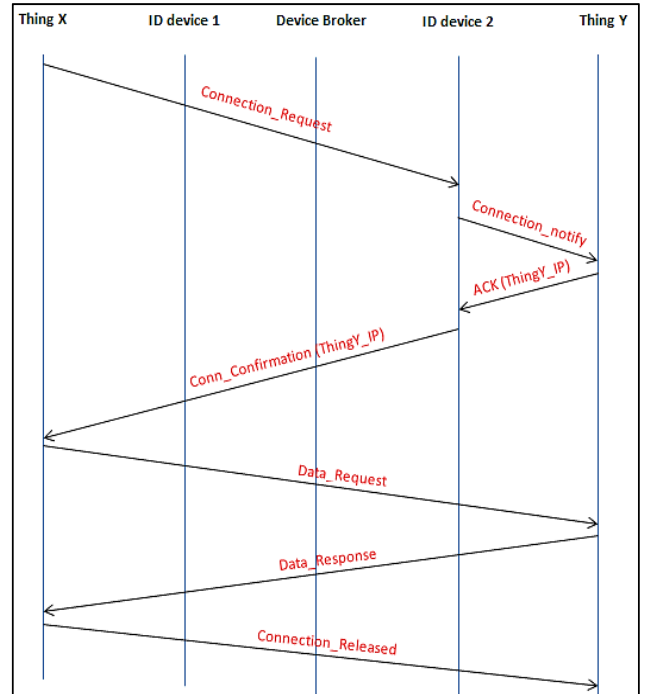 Thing X
ID device 1
Device Broker
ID device 2
Thing Y
Connection_Request
Connection_notify
ACK (ThingY_IP)
Conn_Confirmation (ThingY_IP)
Data_Request
Data_Response
Connection_Released